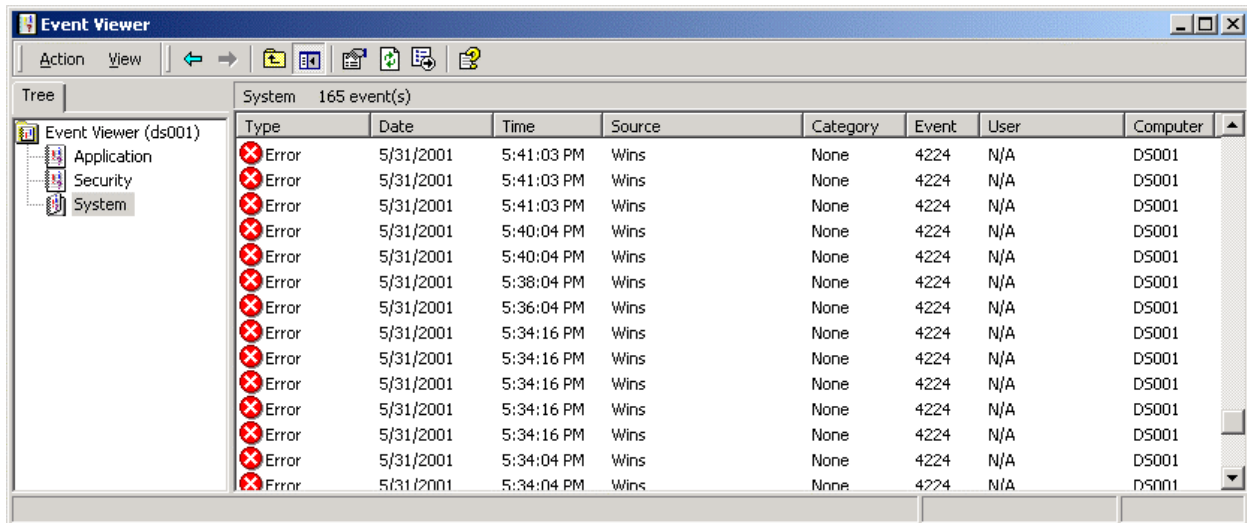 Event Viewer
Action View
Tree
System 165 event(s)
Event Viewer (ds001)
Application
Security
System
Type Date Time Source Category Event User Computer
Error 5/31/2001 5:41:03 PM Wins None 4224 N/A DS001
Error 5/31/2001 5:41:03 PM Wins None 4224 N/A DS001
Error 5/31/2001 5:41:03 PM Wins None 4224 N/A DS001
Error 5/31/2001 5:40:04 PM Wins None 4224 N/A DS001
Error 5/31/2001 5:40:04 PM Wins None 4224 N/A DS001
Error 5/31/2001 5:38:04 PM Wins None 4224 N/A DS001
Error 5/31/2001 5:36:04 PM Wins None 4224 N/A DS001
Error 5/31/2001 5:34:16 PM Wins None 4224 N/A DS001
Error 5/31/2001 5:34:16 PM Wins None 4224 N/A DS001
Error 5/31/2001 5:34:16 PM Wins None 4224 N/A DS001
Error 5/31/2001 5:34:16 PM Wins None 4224 N/A DS001
Error 5/31/2001 5:34:16 PM Wins None 4224 N/A DS001
Error 5/31/2001 5:34:04 PM Wins None 4224 N/A DS001
Error 5/31/2001 5:34:04 PM Wins None 4224 N/A DS001